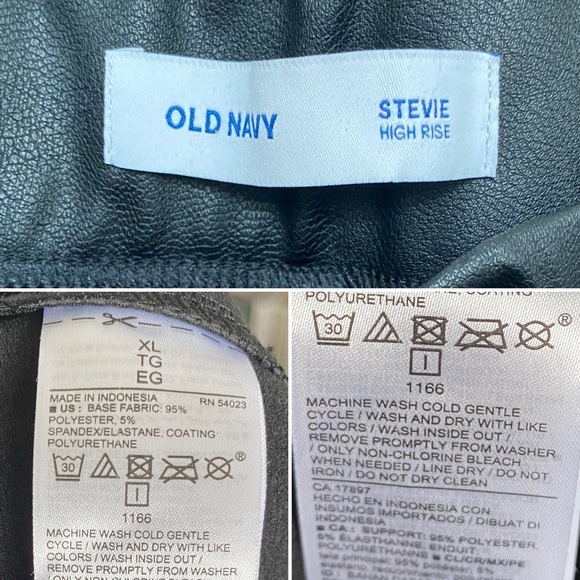 OLD NAVY
STEVIE
HIGH RISE
XL
TG
EG
MADE IN INDONESIA RN 54023
■ US : BASE FABRIC: 95%
POLYESTER, 5%
SPANDEX/ELASTANE, COATING
POLYURETHANE
30
®
1166
MACHINE WASH COLD GENTLE
CYCLE / WASH AND DRY WITH LIKE
COLORS / WASH INSIDE OUT /
REMOVE PROMPTLY FROM WASHER
POLYURETHANE
COATING
30
®
1166
MACHINE WASH COLD GENTLE
CYCLE / WASH AND DRY WITH LIKE
COLORS / WASH INSIDE OUT /
REMOVE PROMPTLY FROM WASHER
/ ONLY NON-CHLORINE BLEACH
WHEN NEEDED / LINE DRY / DO NOT
IRON / DO NOT DRY CLEAN
CA 17897
HECHO EN INDONESIA CON
INSUMOS IMPORTADOS / DIBUAT DI
INDONESIA
■ CA : SUPPORT: 95% POLYESTER,
5% ÉLASTHANNE, ENDUIT
POLYURÉTHANNE ■ CL/CR/MX/PE